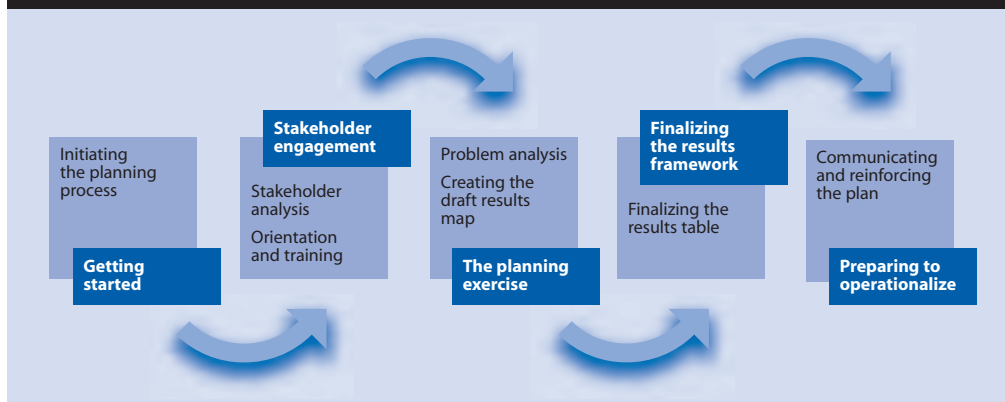 Initiating
the planning
process
Getting
started
Stakeholder
engagement
Stakeholder
analysis
Orientation
and training
Problem analysis
Creating the
draft results
map
The planning
exercise
Finalizing
the results
framework
Finalizing the
results table
Communicating
and reinforcing
the plan
Preparing to
operationalize